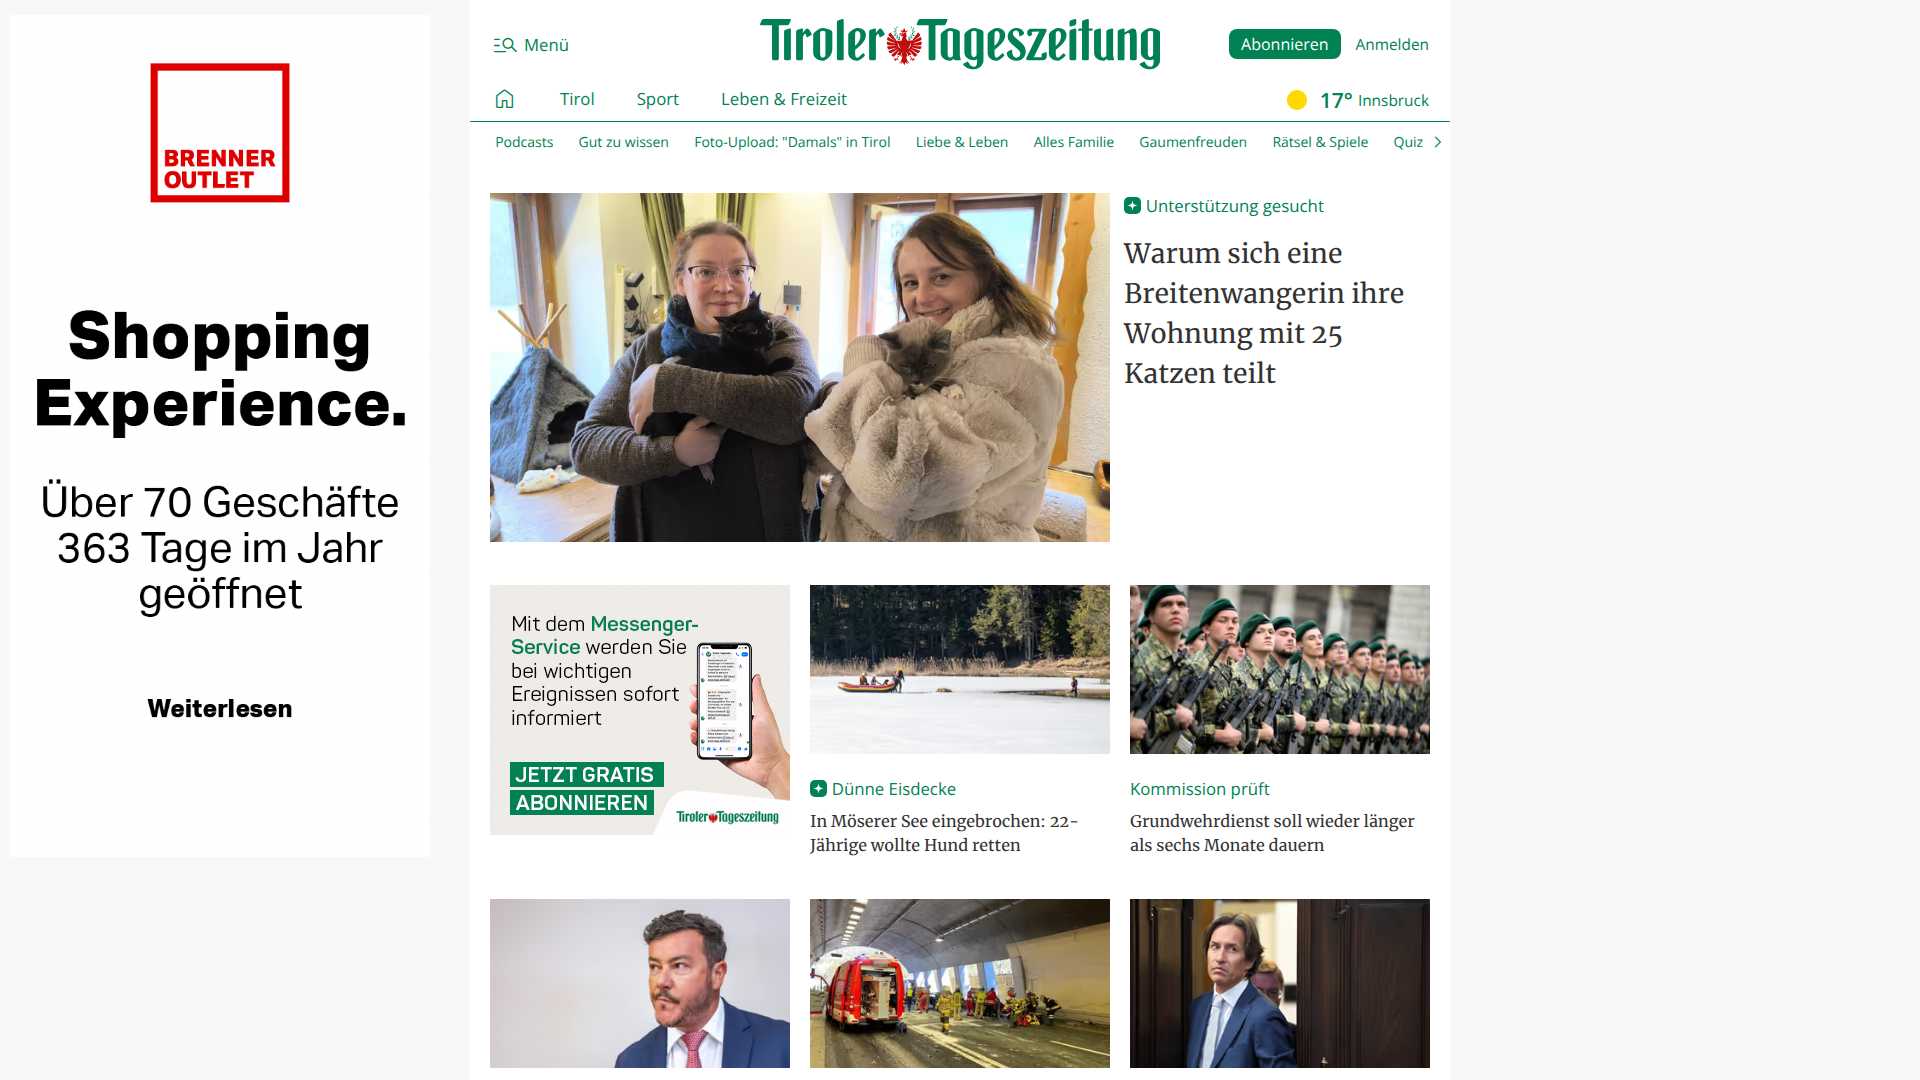 BRENNER
OUTLET
Shopping
Experience.
Über 70 Geschäfte
363 Tage im Jahr
geöffnet
Weiterlesen
Menü
Tiroler Tageszeitung
Abonnieren
Anmelden
Tirol
Sport
Leben & Freizeit
17° Innsbruck
Podcasts
Gut zu wissen
Foto-Upload: "Damals" in Tirol
Liebe & Leben
Alles Familie
Gaumenfreuden
Rätsel & Spiele
Quiz
Unterstützung gesucht
Warum sich eine
Breitenwangerin ihre
Wohnung mit 25
Katzen teilt
Mit dem Messenger-
Service werden Sie
bei wichtigen
Ereignissen sofort
informiert
JETZT GRATIS
ABONNIEREN
Tiroler Tageszeitung
Dünne Eisdecke
In Möserer See eingebrochen: 22-
Jährige wollte Hund retten
Kommission prüft
Grundwehrdienst soll wieder länger
als sechs Monate dauern